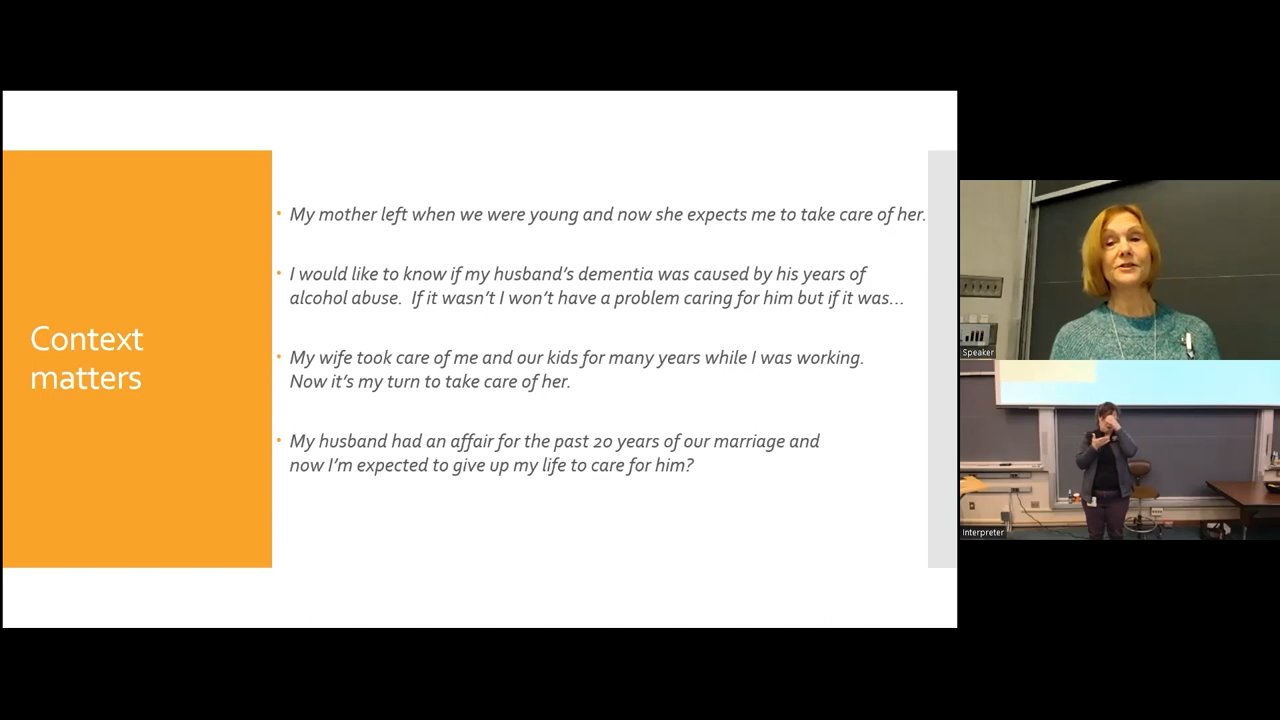 Context
matters
My mother left when we were young and now she expects me to take care of her.
I would like to know if my husband's dementia was caused by his years of
alcohol abuse.  If it wasn't I won't have a problem caring for him but if it was...
My wife took care of me and our kids for many years while I was working.
Now it's my turn to take care of her.
My husband had an affair for the past 20 years of our marriage and
now I'm expected to give up my life to care for him?
Speaker
Interpreter